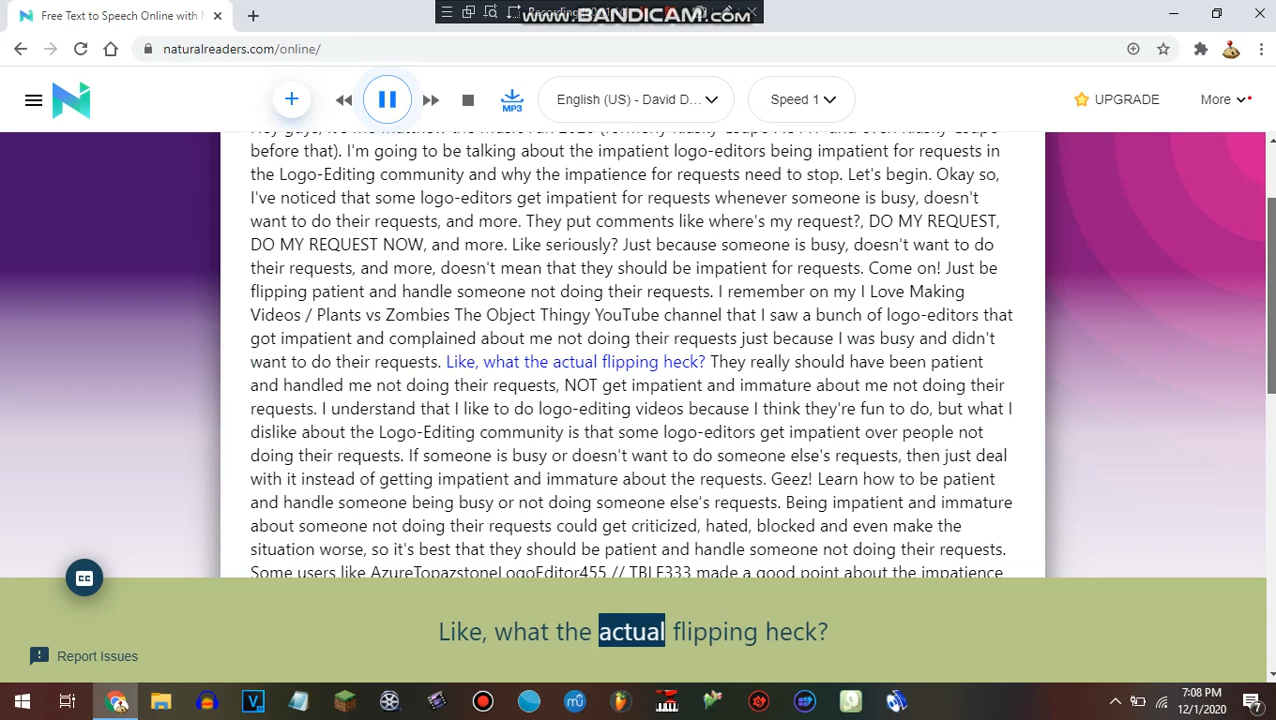 Free Text to Speech Online with N
www.BANDICAM.com
naturalreaders.com/online/
MP3
English (US) - David D...
Speed 1
UPGRADE
More
before that). I'm going to be talking about the impatient logo-editors being impatient for requests in
the Logo-Editing community and why the impatience for requests need to stop. Let's begin. Okay so,
I've noticed that some logo-editors get impatient for requests whenever someone is busy, doesn't
want to do their requests, and more. They put comments like where's my request?, DO MY REQUEST,
DO MY REQUEST NOW, and more. Like seriously? Just because someone is busy, doesn't want to do
their requests, and more, doesn't mean that they should be impatient for requests. Come on! Just be
flipping patient and handle someone not doing their requests. I remember on my I Love Making
Videos / Plants vs Zombies The Object Thingy YouTube channel that I saw a bunch of logo-editors that
got impatient and complained about me not doing their requests just because I was busy and didn't
want to do their requests. Like, what the actual flipping heck? They really should have been patient
and handled me not doing their requests, NOT get impatient and immature about me not doing their
requests. I understand that I like to do logo-editing videos because I think they're fun to do, but what I
dislike about the Logo-Editing community is that some logo-editors get impatient over people not
doing their requests. If someone is busy or doesn't want to do someone else's requests, then just deal
with it instead of getting impatient and immature about the requests. Geez! Learn how to be patient
and handle someone being busy or not doing someone else's requests. Being impatient and immature
about someone not doing their requests could get criticized, hated, blocked and even make the
situation worse, so it's best that they should be patient and handle someone not doing their requests.
Some users like AzureTopazstoneLogoEditor455 // TBLE333 made a good point about the impatience
CC
Like, what the actual flipping heck?
Report Issues
7:08 PM
12/1/2020
7